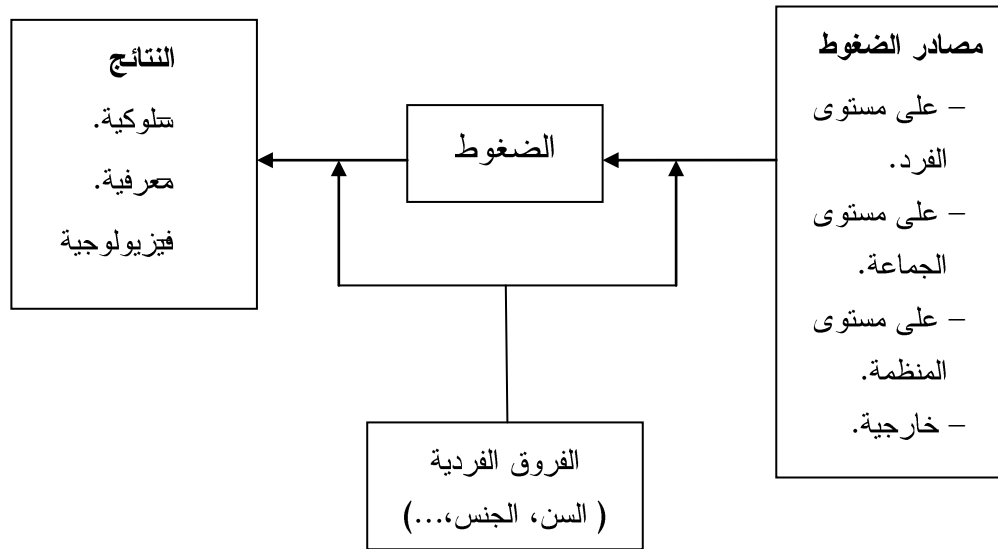 مصادر الضغوط
– على مستوى
الفرد.
– على مستوى
الجماعة.
– على مستوى
المنظمة.
– خارجية.
الضغوط
النتائج
سلوكية.
معرفية.
فيزيولوجية
الفروق الفردية
( السن، الجنس،...)